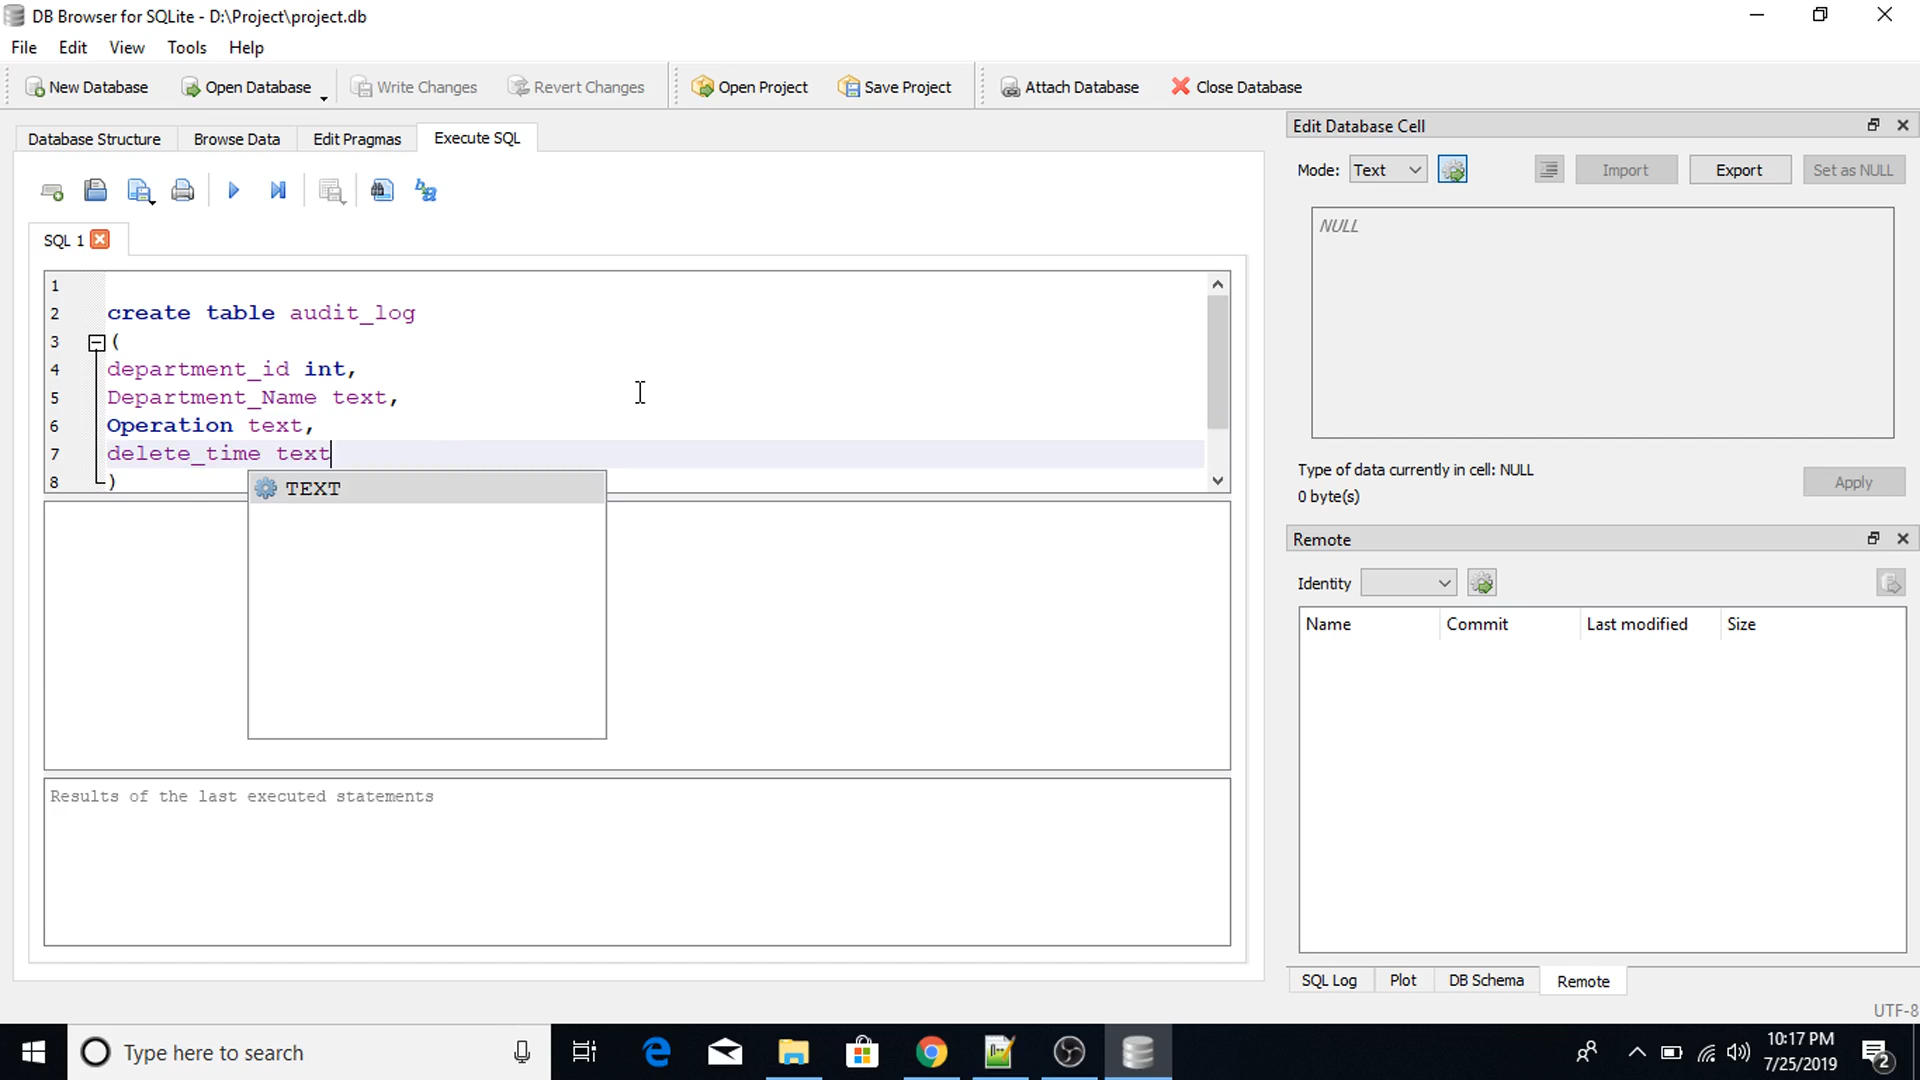 DB Browser for SQLite - D:\Project\project.db
File Edit View Tools Help
New Database Open Database Write Changes Revert Changes Open Project Save Project Attach Database Close Database
Database Structure Browse Data Edit Pragmas Execute SQL
SQL 1
1
2 create table audit_log
3 (
4 department_id int,
5 Department_Name text,
6 Operation text,
7 delete_time text
8 )
TEXT
Results of the last executed statements
Edit Database Cell
Mode: Text Import Export Set as NULL
NULL
Type of data currently in cell: NULL
0 byte(s)
Apply
Remote
Identity
Name Commit Last modified Size
SQL Log Plot DB Schema Remote
UTF-8
Type here to search
10:17 PM
7/25/2019
2